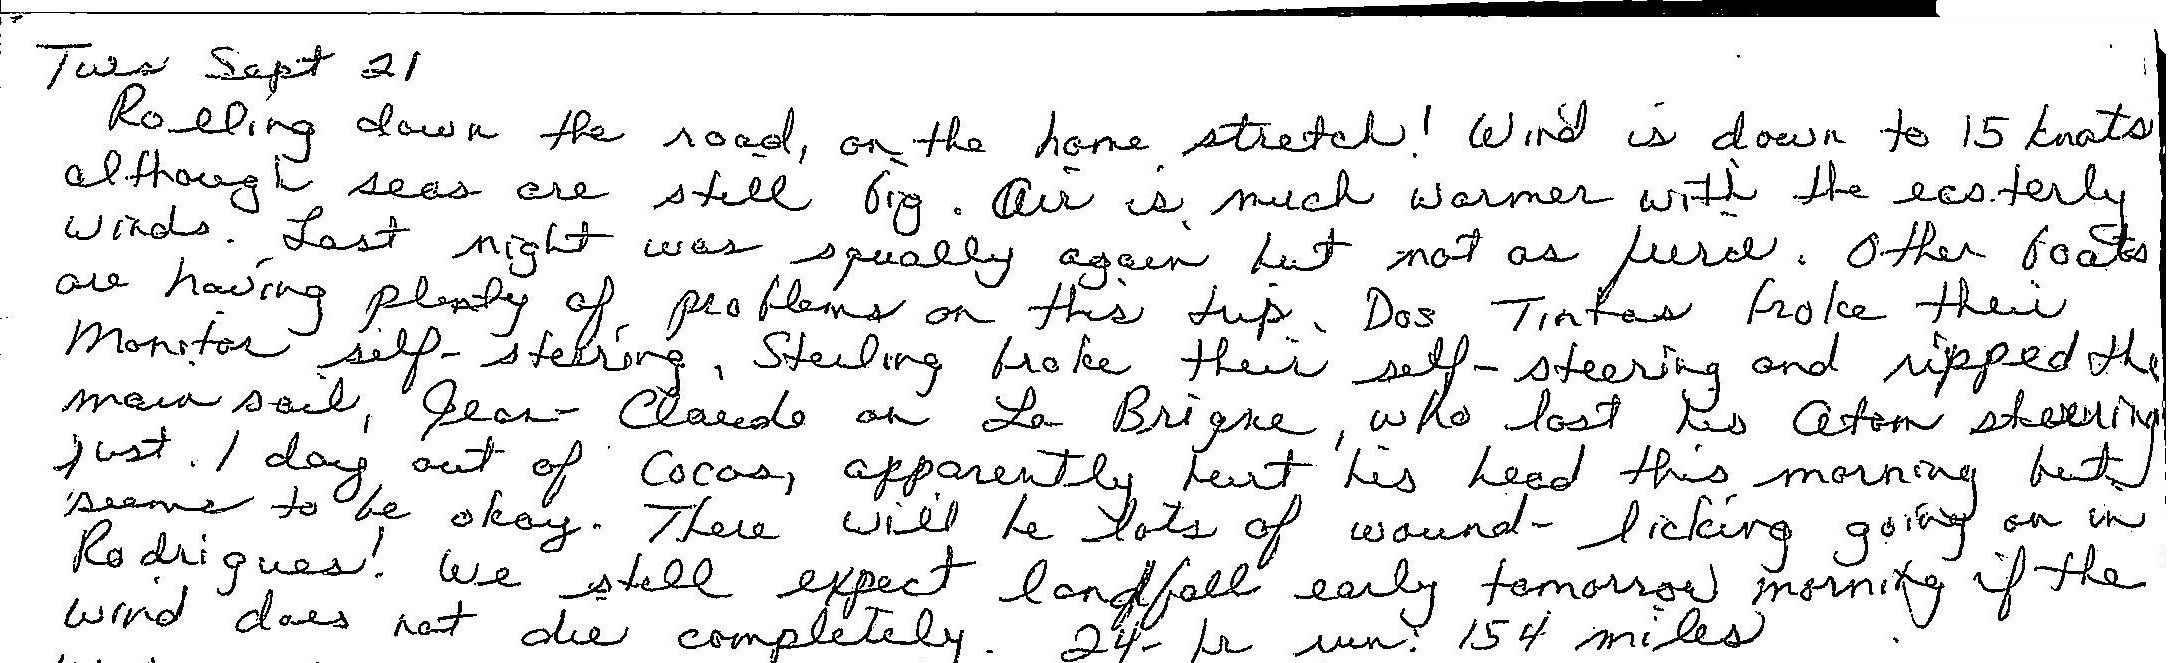 Tues Sept 21
Rolling down the road, on the home stretch! Wind is down to 15 knots
although seas are still big. Air is much warmer with the easterly
winds. Last night was squally again but not as fierce. Other boats
are having plenty of problems on this trip. Dos Tintas broke their
Monitor self-steering, Sterling broke their self-steering and ripped the
main sail, Jean-Claude on La Brigne, who lost his Atom steering
just 1 day out of Cocos, apparently hurt his head this morning but
seems to be okay. There will be lots of wound-licking going on in
Rodrigues! We still expect landfall early tomorrow morning if the
wind does not die completely. 24-hr run: 154 miles